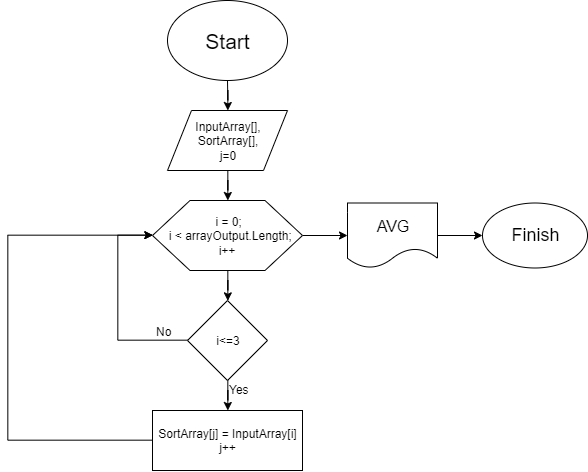 Start
InputArray[],
SortArray[],
j=0
i = 0;
i < arrayOutput.Length;
i++
AVG
Finish
No
i<=3
Yes
SortArray[j] = InputArray[i]
j++